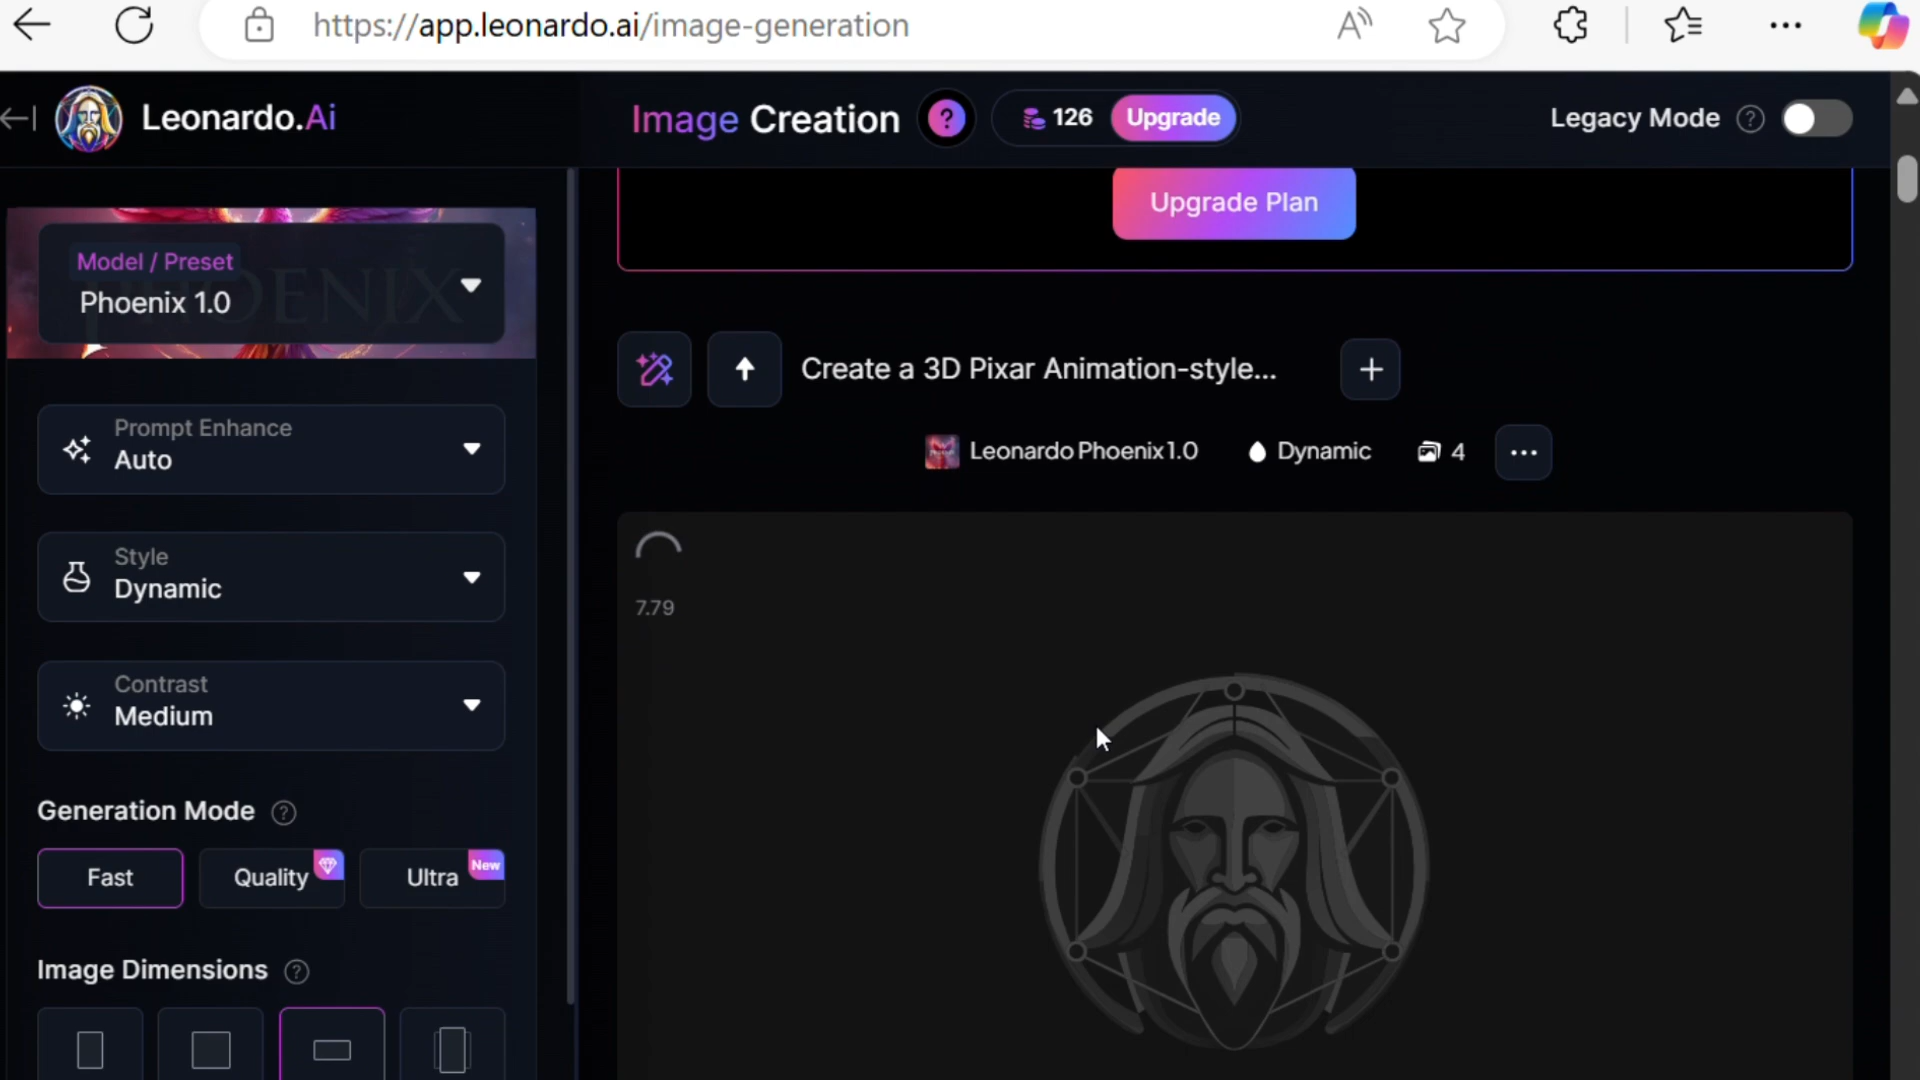 https://app.leonardo.ai/image-generation
Leonardo.Ai
Image Creation ? 126 Upgrade
Legacy Mode ?
Upgrade Plan
Model / Preset
Phoenix 1.0
PHOENIX
Create a 3D Pixar Animation-style...
Leonardo Phoenix 1.0 Dynamic 4
Prompt Enhance
Auto
Style
Dynamic
7.79
Contrast
Medium
Generation Mode ?
Fast
Quality
Ultra
New
Image Dimensions ?